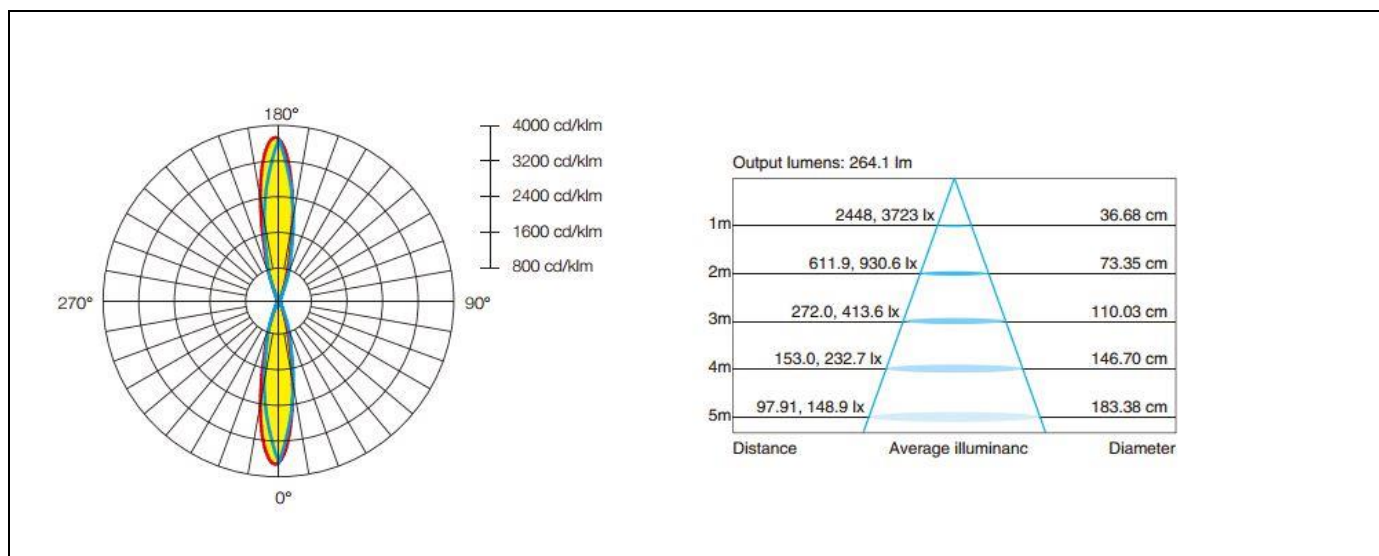 180°
270°
90°
0°
4000 cd/klm
3200 cd/klm
2400 cd/klm
1600 cd/klm
800 cd/klm
Output lumens: 264.1 lm
1m 2448, 3723 lx 36.68 cm
2m 611.9, 930.6 lx 73.35 cm
3m 272.0, 413.6 lx 110.03 cm
4m 153.0, 232.7 lx 146.70 cm
5m 97.91, 148.9 lx 183.38 cm
Distance Average illuminanc Diameter